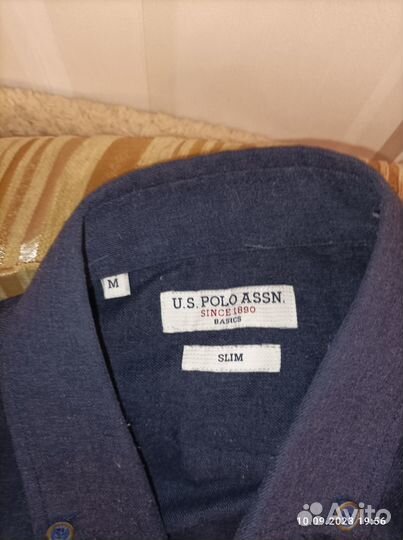 M
U.S. POLO ASSN.
SINCE 1890
BASICS
SLIM
Avito
10.09.2023 19:56